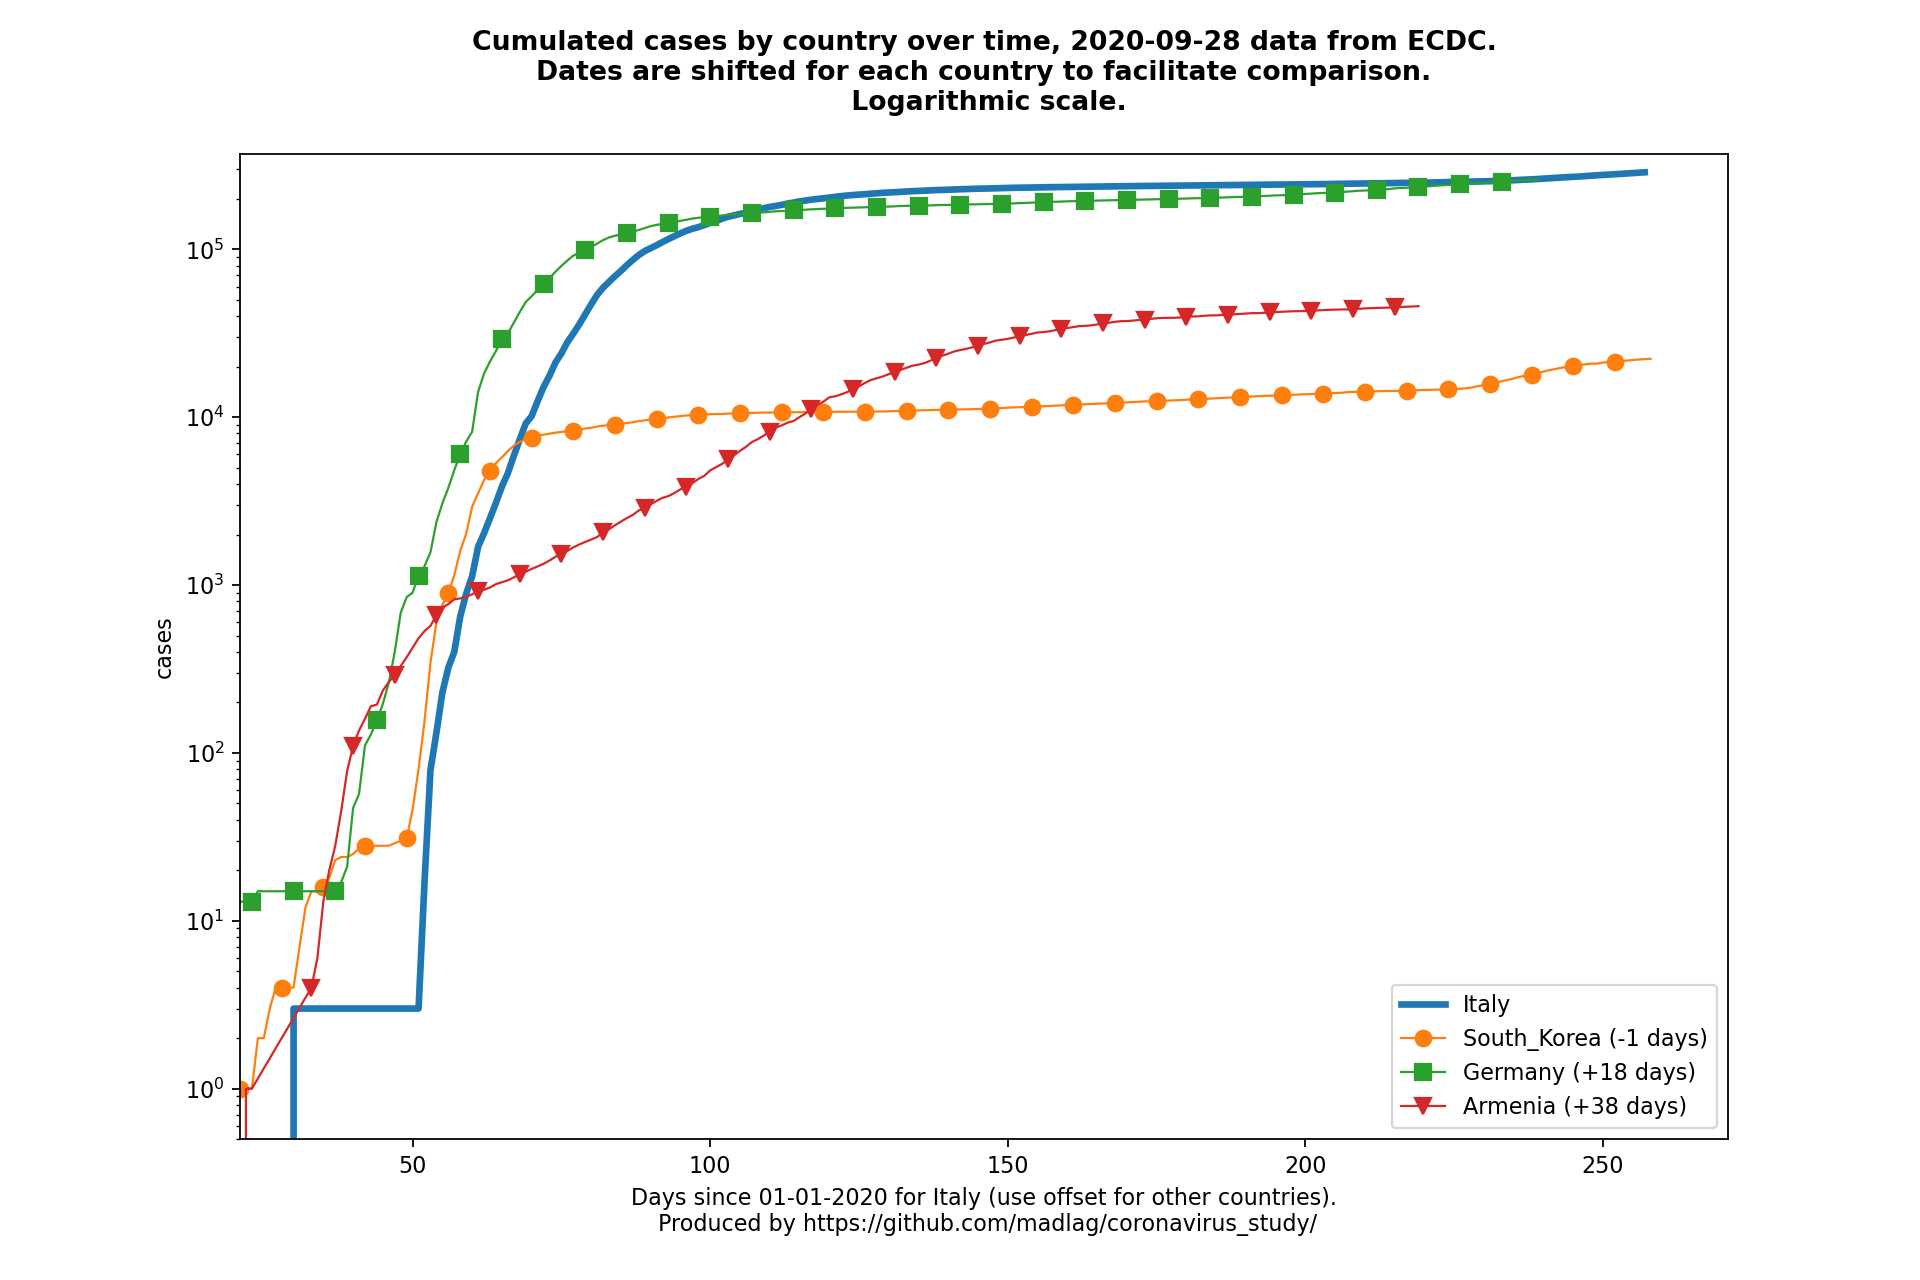 Cumulated cases by country over time, 2020-09-28 data from ECDC.
Dates are shifted for each country to facilitate comparison.
Logarithmic scale.
10^5
10^4
10^3
10^2
10^1
10^0
cases
Italy
South_Korea (-1 days)
Germany (+18 days)
Armenia (+38 days)
50 100 150 200 250
Days since 01-01-2020 for Italy (use offset for other countries).
Produced by https://github.com/madlag/coronavirus_study/